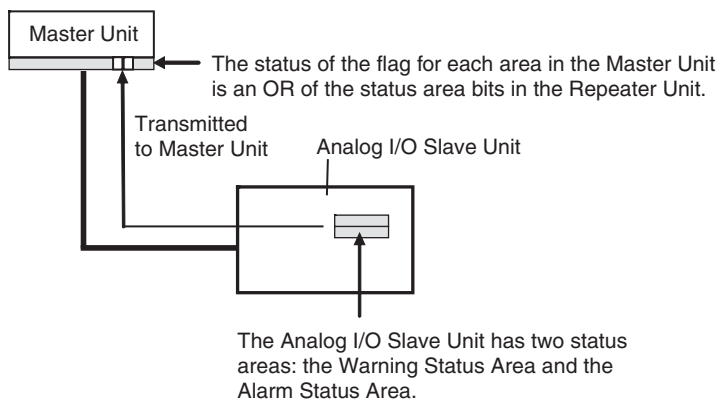 Master Unit
The status of the flag for each area in the Master Unit
is an OR of the status area bits in the Repeater Unit.
Transmitted
to Master Unit
Analog I/O Slave Unit
The Analog I/O Slave Unit has two status
areas: the Warning Status Area and the
Alarm Status Area.